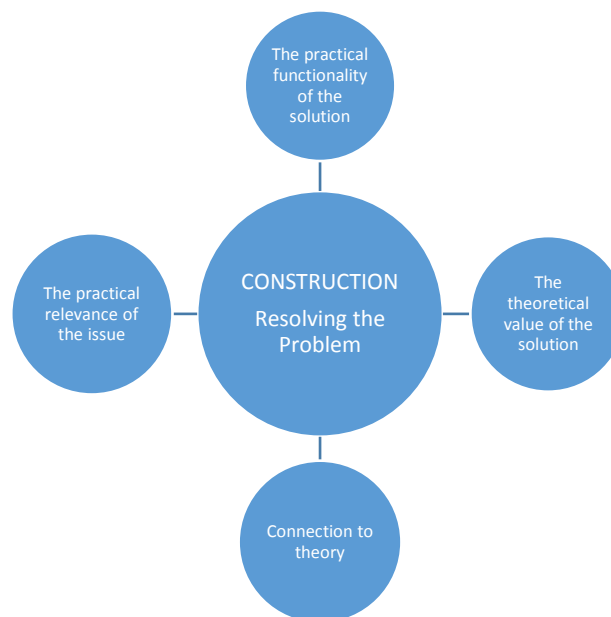 The practical
functionality
of the
solution
CONSTRUCTION
Resolving the
Problem
The practical
relevance of
the issue
The
theoretical
value of the
solution
Connection to
theory